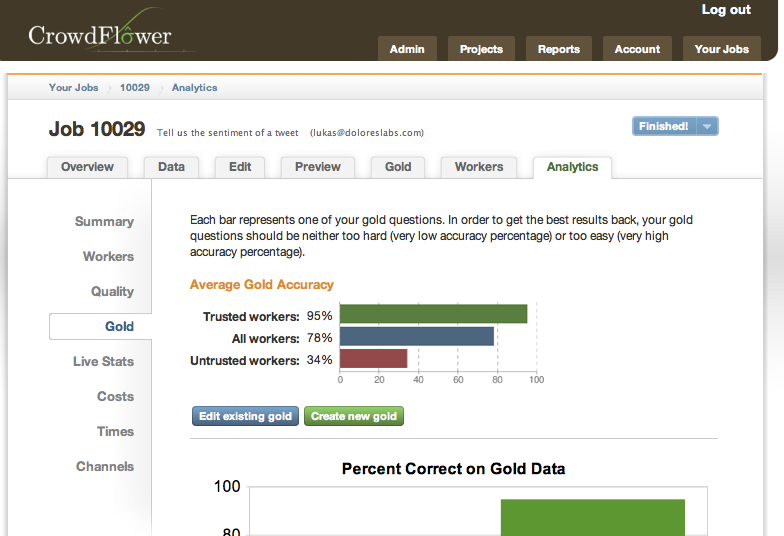 Log out
CrowdFlower
Admin Projects Reports Account Your Jobs
Your Jobs 10029 Analytics
Job 10029 Tell us the sentiment of a tweet (lukas@doloreslabs.com) Finished!
Overview Data Edit Preview Gold Workers Analytics
Summary
Workers
Quality
Gold
Live Stats
Costs
Times
Channels
Each bar represents one of your gold questions. In order to get the best results back, your gold
questions should be neither too hard (very low accuracy percentage) or too easy (very high
accuracy percentage).
Average Gold Accuracy
Trusted workers: 95%
All workers: 78%
Untrusted workers: 34%
0 20 40 60 80 100
Edit existing gold Create new gold
Percent Correct on Gold Data
100
80